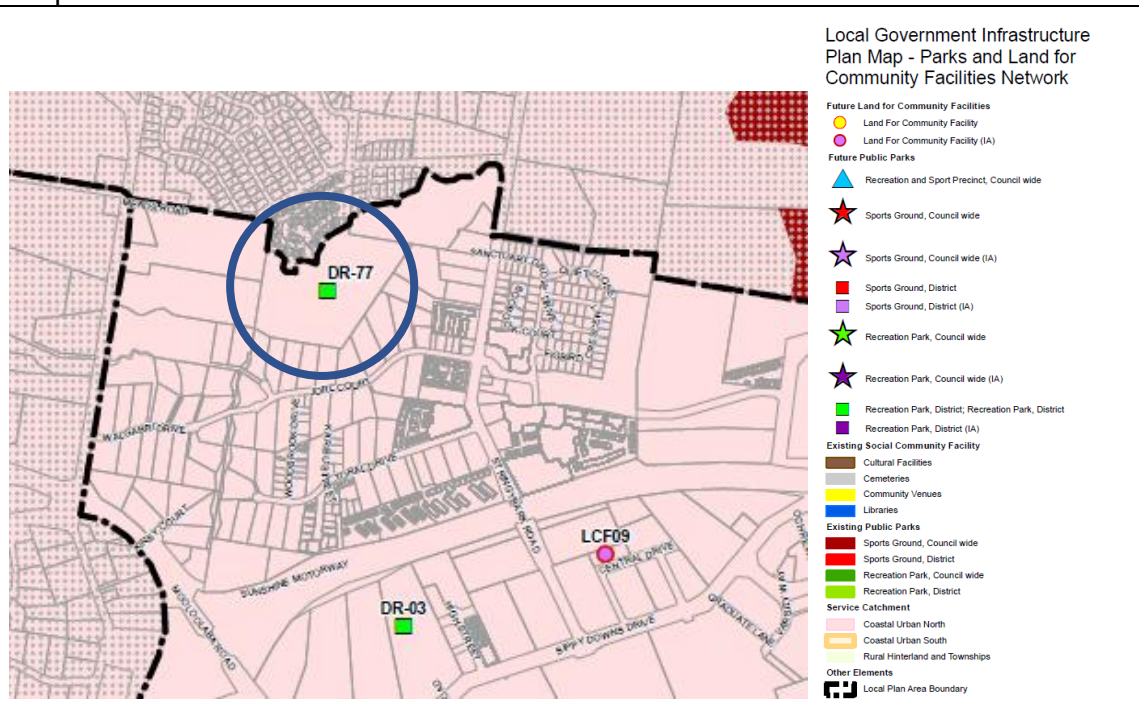 Local Government Infrastructure
Plan Map - Parks and Land for
Community Facilities Network
Future Land for Community Facilities
Land For Community Facility
Land For Community Facility (IA)
Future Public Parks
Recreation and Sport Precinct, Council wide
Sports Ground, Council wide
Sports Ground, Council wide (IA)
Sports Ground, District
Sports Ground, District (IA)
Recreation Park, Council wide
Recreation Park, Council wide (IA)
Recreation Park, District; Recreation Park, District
Recreation Park, District (IA)
Existing Social Community Facility
Cultural Facilities
Cemeteries
Community Venues
Libraries
Existing Public Parks
Sports Ground, Council wide
Sports Ground, District
Recreation Park, Council wide
Recreation Park, District
Service Catchment
Coastal Urban North
Coastal Urban South
Rural Hinterland and Townships
Other Elements
Local Plan Area Boundary
DR-77
JORL COURT
STRINGYBARK ROAD
SUNSHINE MOTORWAY
MOOLOOLABA ROAD
LCF09
CENTRAL DRIVE
DR-03
SIPPY DOWNS DRIVE
GRADUATE LANE